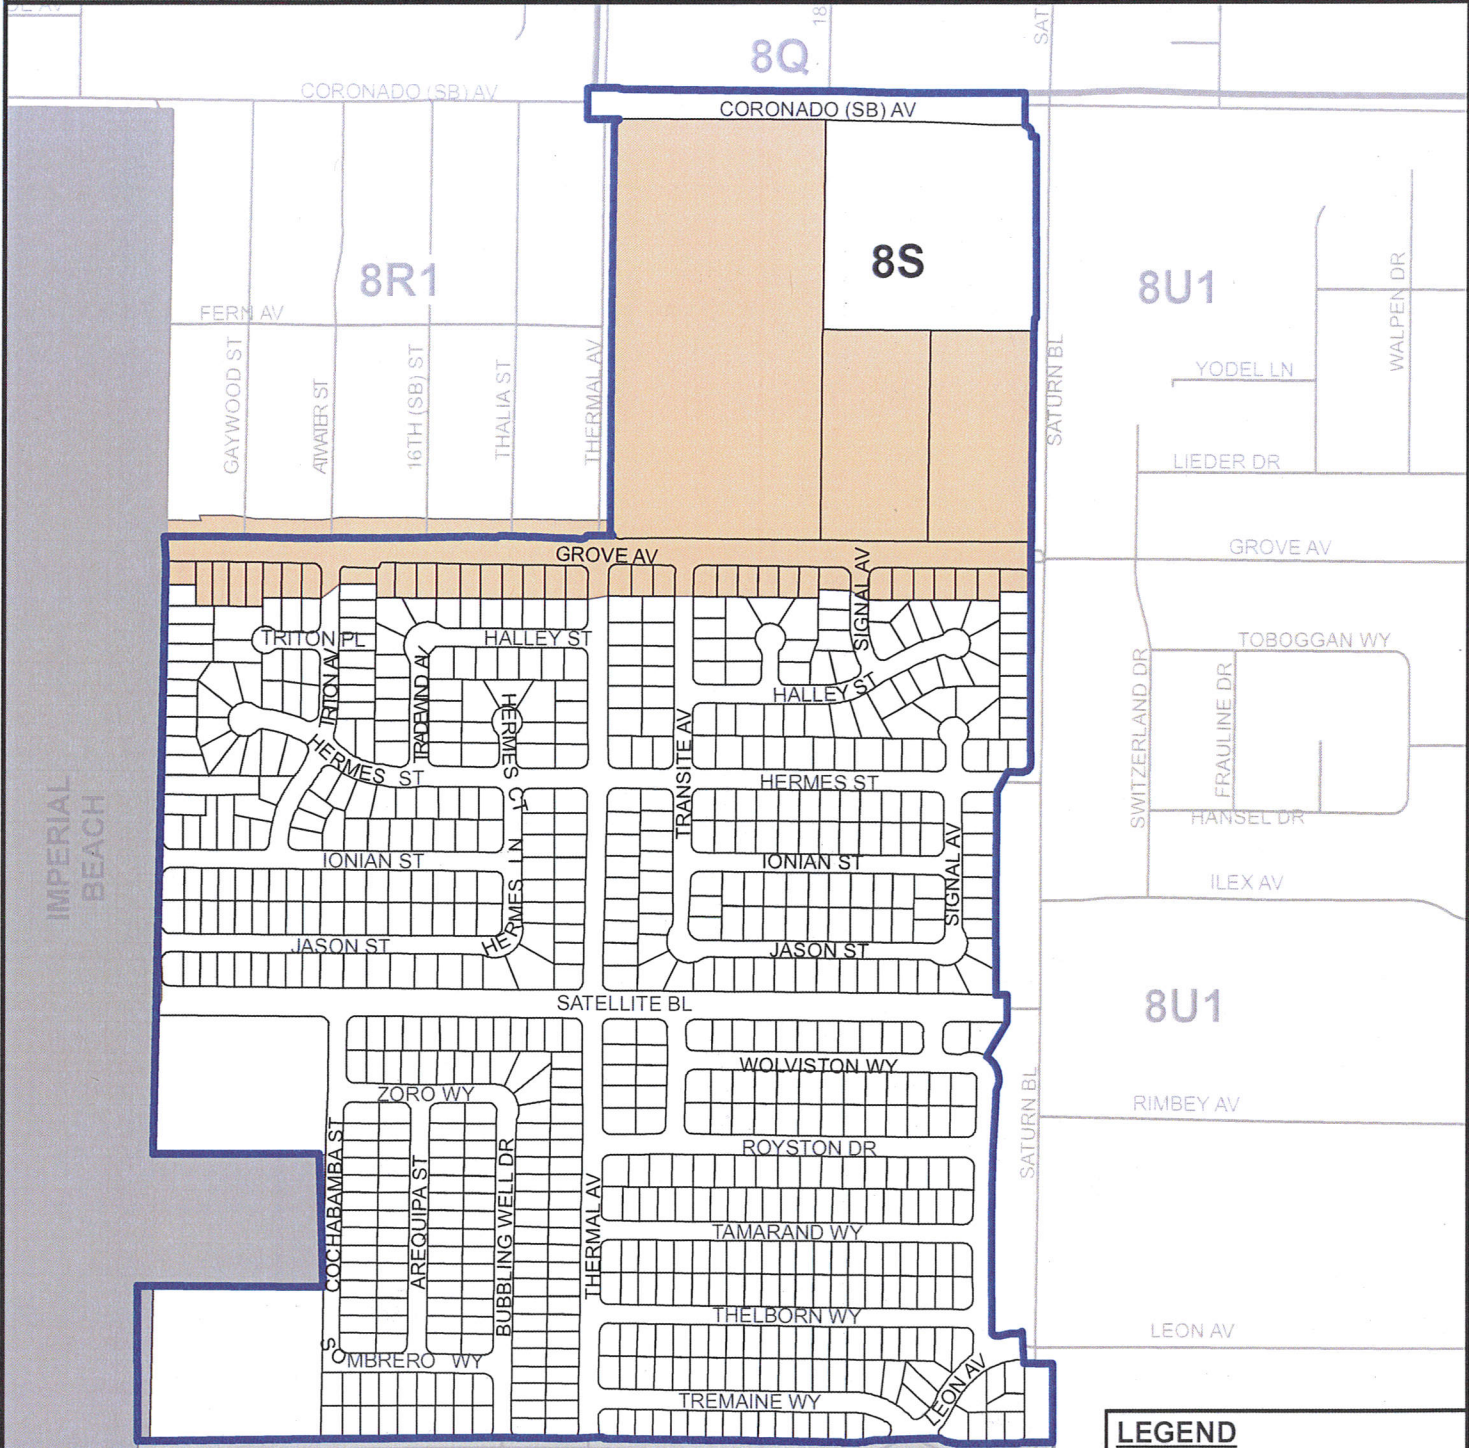 8Q
SAT
18
CORONADO (SB) AV
CORONADO (SB) AV
8R1
8S
8U1
FERN AV
GAYWOOD ST
16TH (SB) ST
THALIA ST
THERMAL AV
SATURN BL
WALPEN DR
YODEL LN
LIEDER DR
GROVE AV
GROVE AV
SIGNAL AV
TRITON PL
HALLEY ST
TOBOGGAN WY
TRITON AV
TRADEWIND AV
HERMES CT
HALLEY ST
TRANSITE AV
SWITZERLAND DR
FRAULINE DR
HERMES ST
HERMES ST
HANSEL DR
IMPERIAL
BEACH
IONIAN ST
HERMES LN
IONIAN ST
SIGNAL AV
ILEX AV
JASON ST
JASON ST
SATELLITE BL
8U1
WOLVISTON WY
ZORO WY
SATURN BL
RIMBEY AV
COCHABAMBA ST
AREQUIPA ST
BUBBLING WELL DR
THERMAL AV
ROYSTON DR
TAMARAND WY
THELBORN WY
LEON AV
SOMBRERO WY
LEON AV
TREMAINE WY
LEGEND